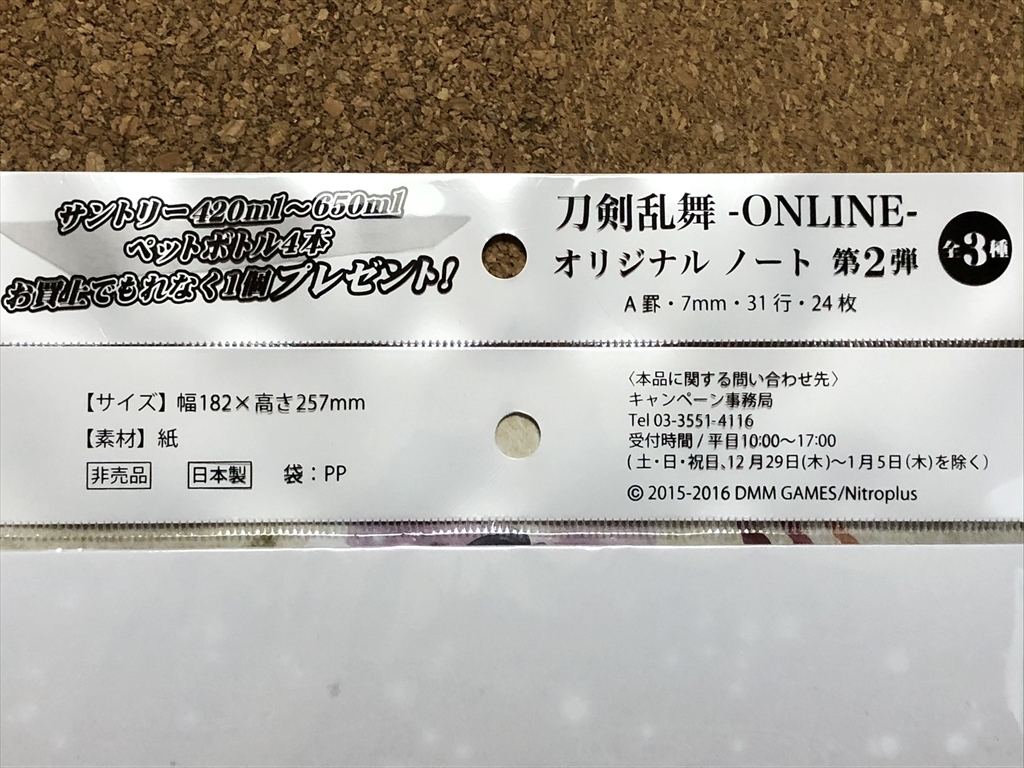 サントリー420ml〜650ml
ペットボトル4本
お買上でもれなく1個プレゼント!
刀剣乱舞 -ONLINE-
オリジナル ノート 第2弾
全3種
A 罫・7mm・31 行・24 枚
【サイズ】幅182×高さ257mm
【素材】紙
非売品 日本製 袋:PP
〈本品に関する問い合わせ先〉
キャンペーン事務局
Tel 03-3551-4116
受付時間 / 平日10:00〜17:00
( 土・日・祝日、12月29日(木)〜1月5日(木)を除く)
© 2015-2016 DMM GAMES/Nitroplus